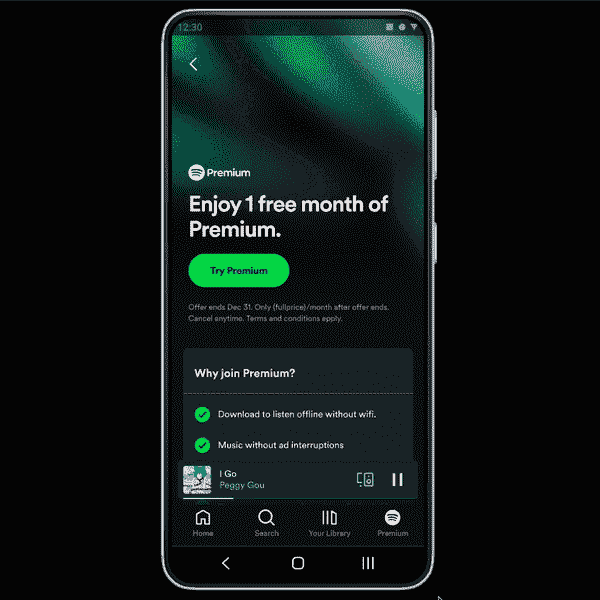 12:30
Premium
Enjoy 1 free month of
Premium.
Try Premium
Offer ends Dec 31. Only (fullprice)/month after offer ends.
Cancel anytime. Terms and conditions apply.
Why join Premium?
Download to listen offline without wifi.
Music without ad interruptions
I Go
Peggy Gou
Home Search Your Library Premium